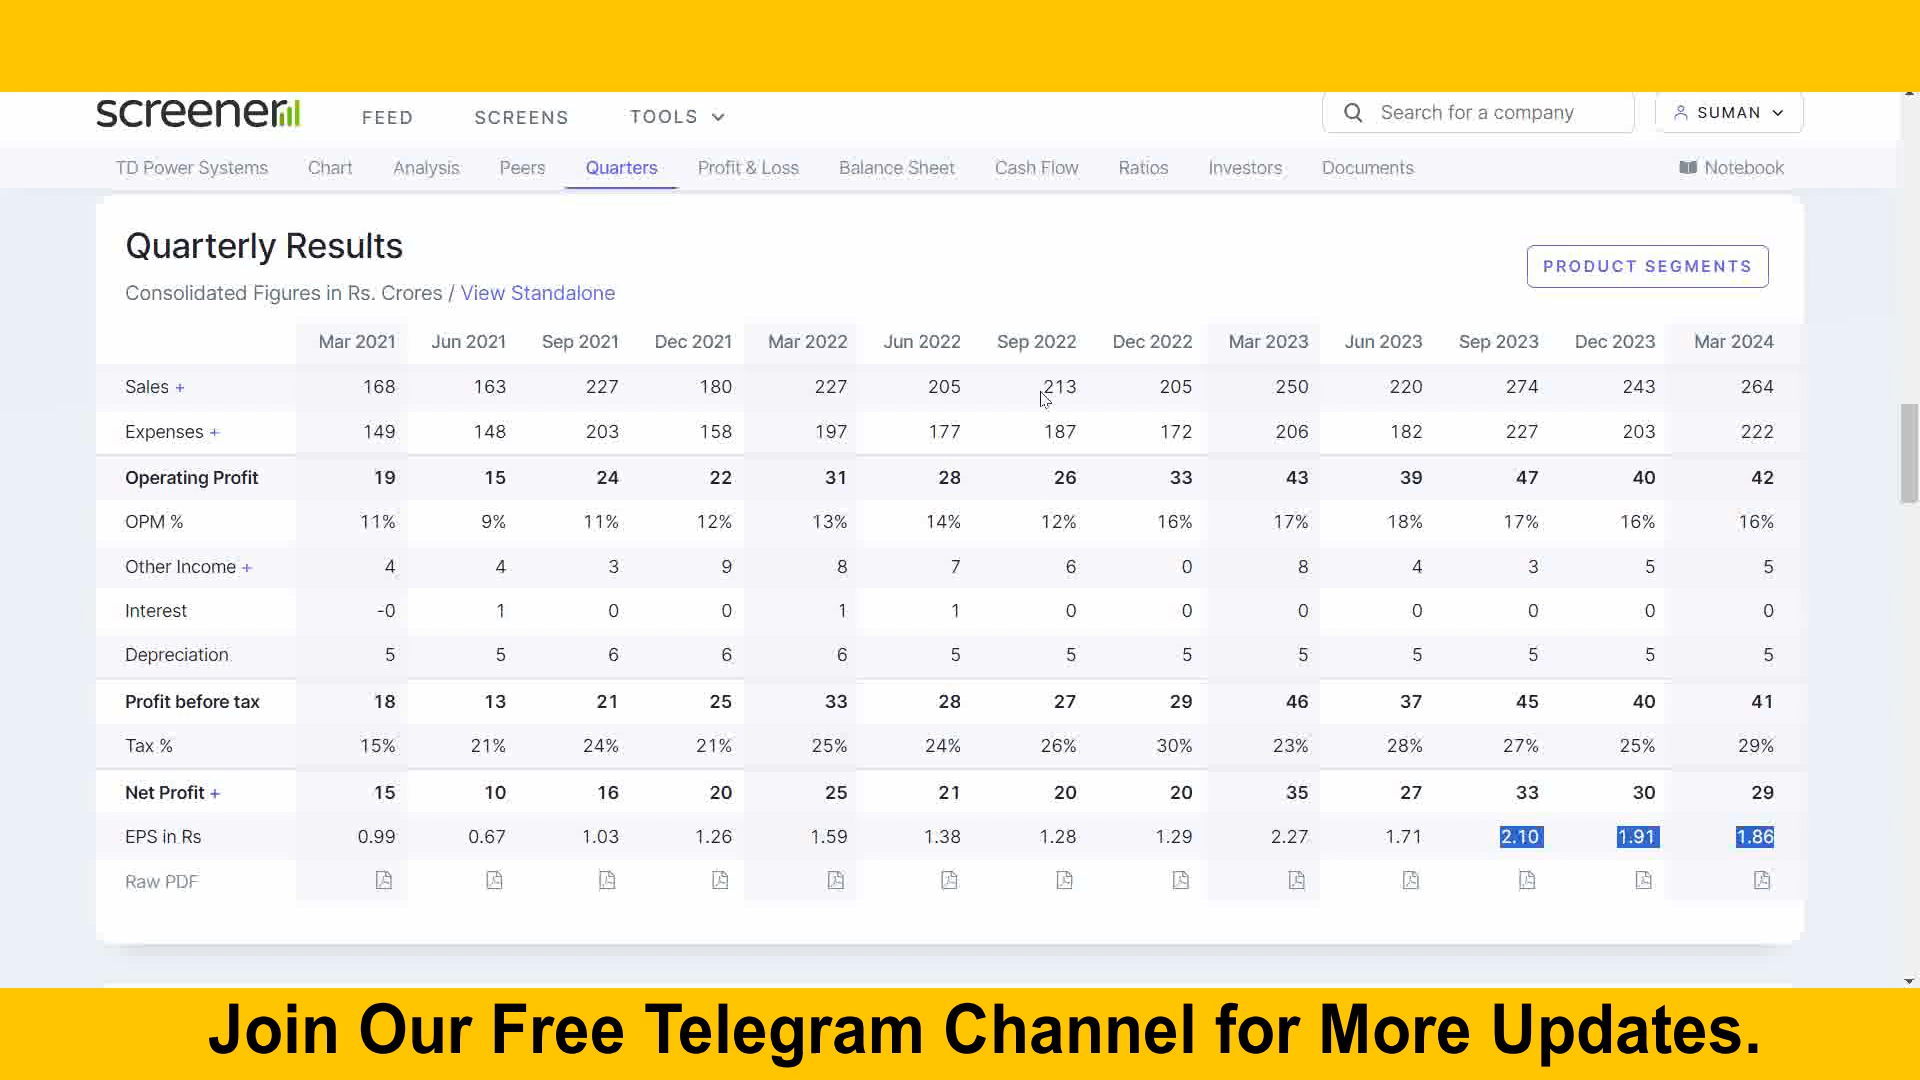 screener FEED SCREENS TOOLS Search for a company SUMAN
TD Power Systems Chart Analysis Peers Quarters Profit & Loss Balance Sheet Cash Flow Ratios Investors Documents Notebook
Quarterly Results
PRODUCT SEGMENTS
Consolidated Figures in Rs. Crores / View Standalone
Mar 2021 Jun 2021 Sep 2021 Dec 2021 Mar 2022 Jun 2022 Sep 2022 Dec 2022 Mar 2023 Jun 2023 Sep 2023 Dec 2023 Mar 2024
Sales + 168 163 227 180 227 205 213 205 250 220 274 243 264
Expenses + 149 148 203 158 197 177 187 172 206 182 227 203 222
Operating Profit 19 15 24 22 31 28 26 33 43 39 47 40 42
OPM % 11% 9% 11% 12% 13% 14% 12% 16% 17% 18% 17% 16% 16%
Other Income + 4 4 3 9 8 7 6 0 8 4 3 5 5
Interest -0 1 0 0 1 1 0 0 0 0 0 0 0
Depreciation 5 5 6 6 6 5 5 5 5 5 5 5 5
Profit before tax 18 13 21 25 33 28 27 29 46 37 45 40 41
Tax % 15% 21% 24% 21% 25% 24% 26% 30% 23% 28% 27% 25% 29%
Net Profit + 15 10 16 20 25 21 20 20 35 27 33 30 29
EPS in Rs 0.99 0.67 1.03 1.26 1.59 1.38 1.28 1.29 2.27 1.71 2.10 1.91 1.86
Raw PDF
Join Our Free Telegram Channel for More Updates.